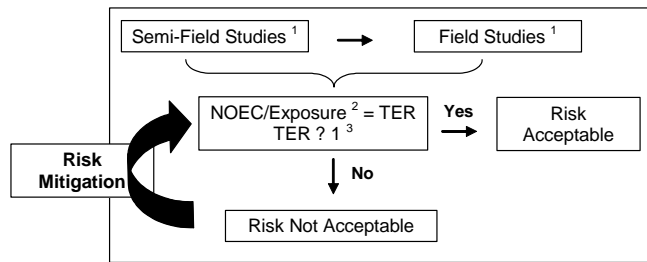 Semi-Field Studies 1
Field Studies 1
NOEC/Exposure 2 = TER
TER ? 1 3
Yes
Risk
Acceptable
Risk
Mitigation
No
Risk Not Acceptable